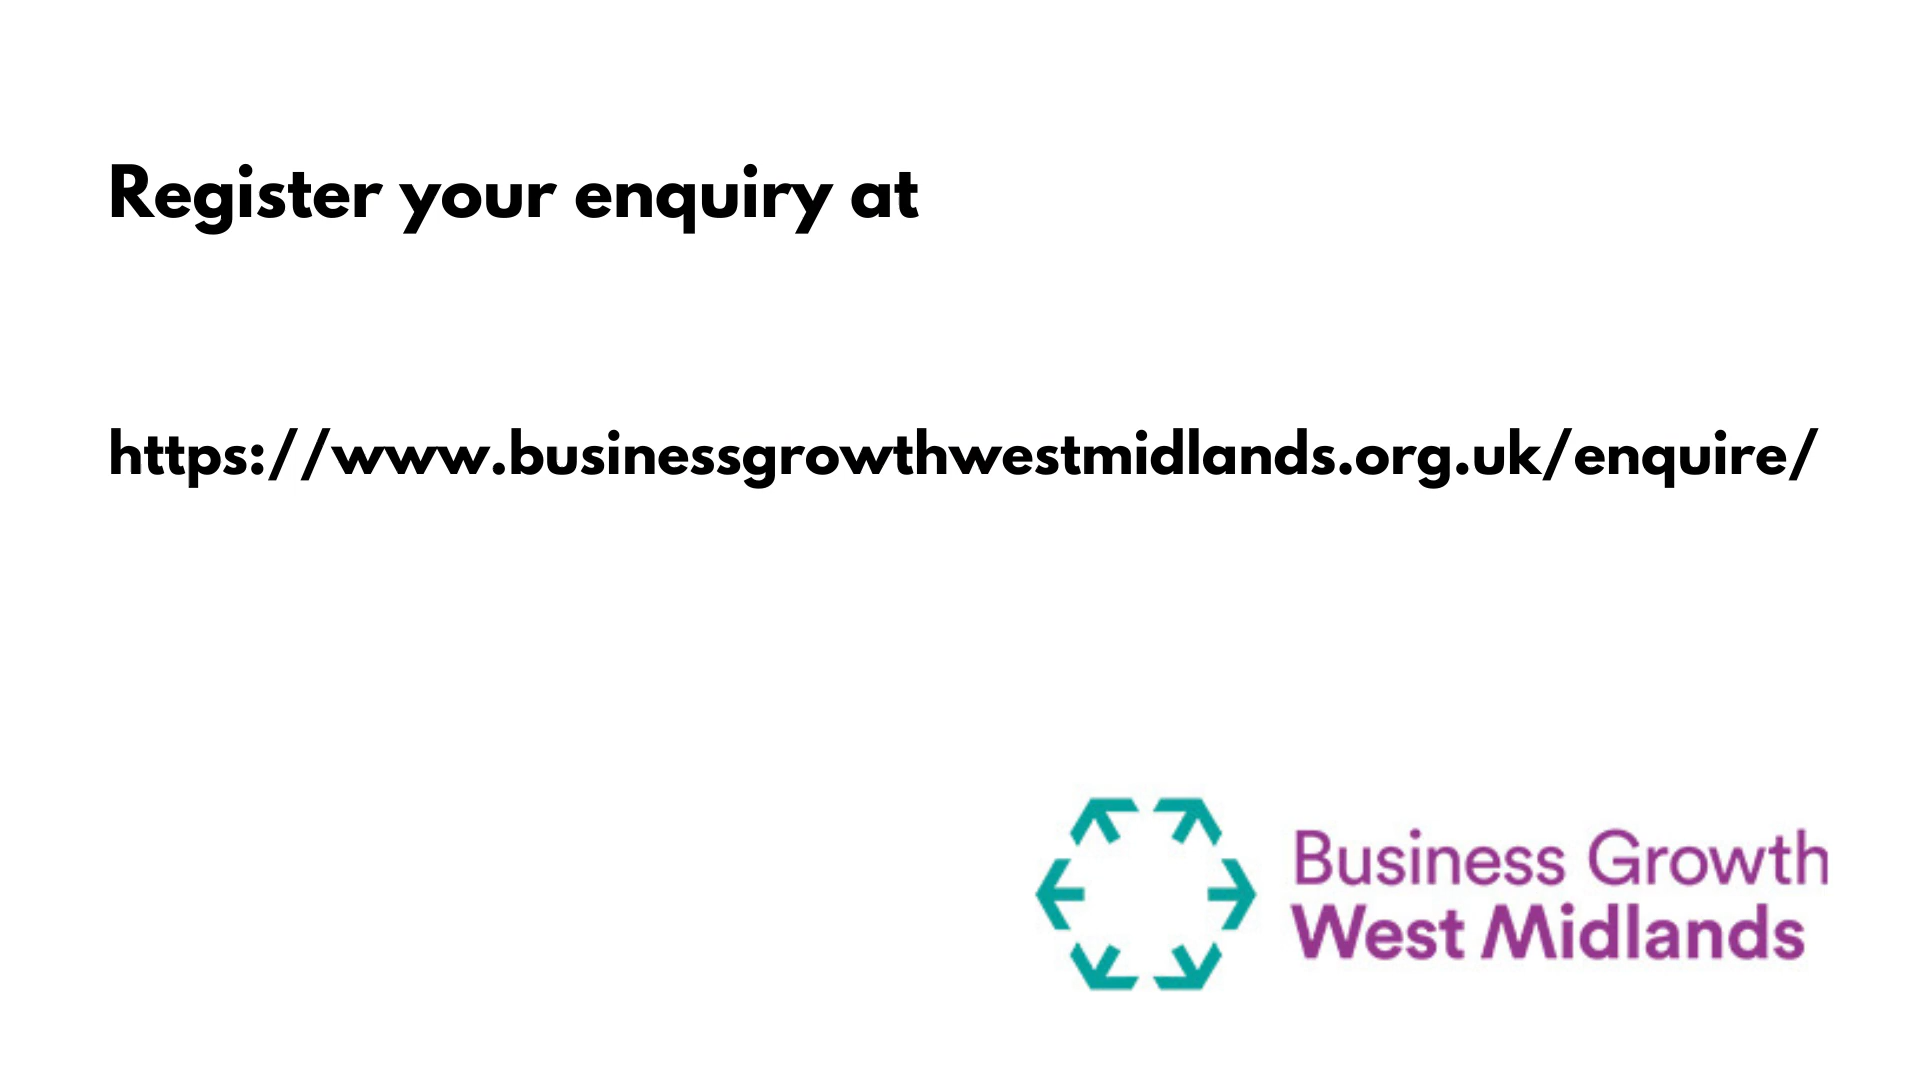 Register your enquiry at
https://www.businessgrowthwestmidlands.org.uk/enquire/
Business Growth
West Midlands